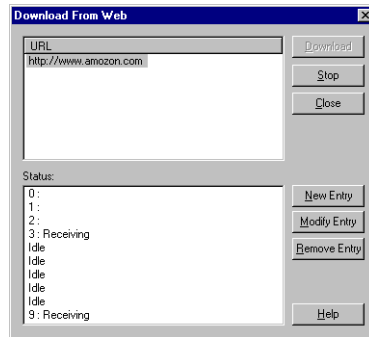 Download From Web
URL
http://www.amozon.com
Download
Stop
Close
Status:
0 :
1 :
2 :
3 : Receiving
Idle
Idle
Idle
Idle
Idle
9 : Receiving
New Entry
Modify Entry
Remove Entry
Help